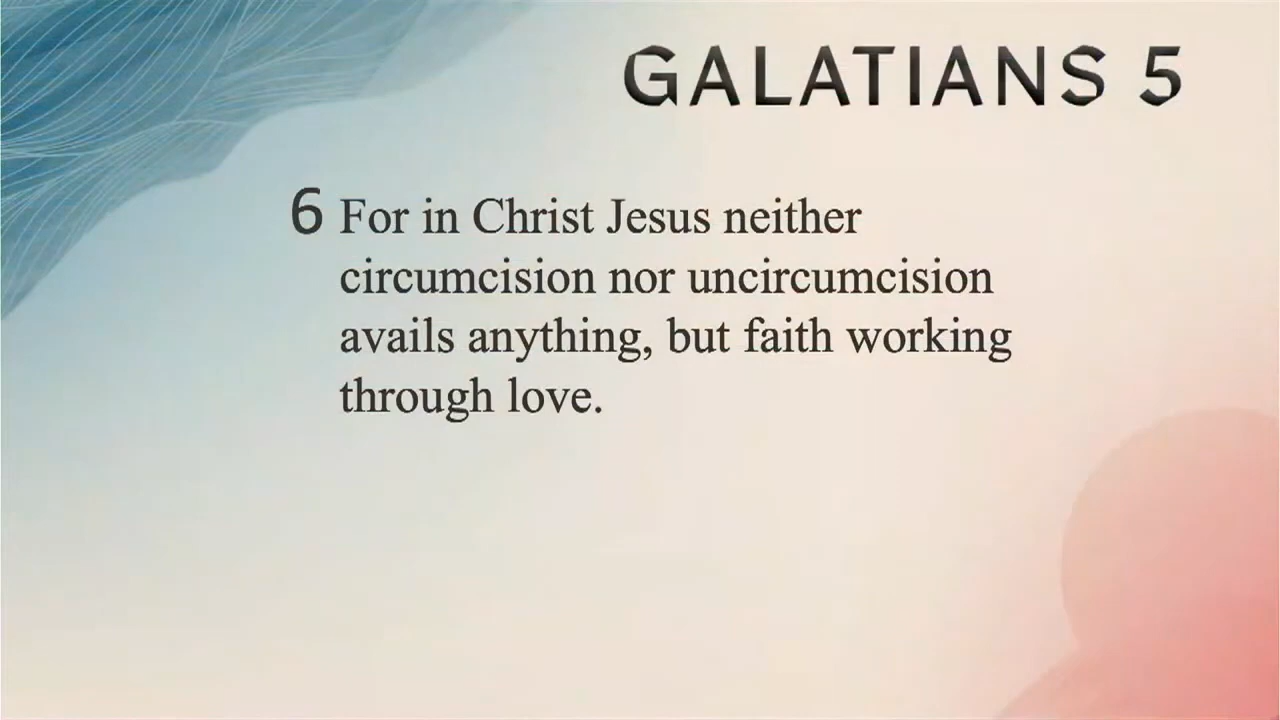 GALATIANS 5
6 For in Christ Jesus neither
circumcision nor uncircumcision
avails anything, but faith working
through love.